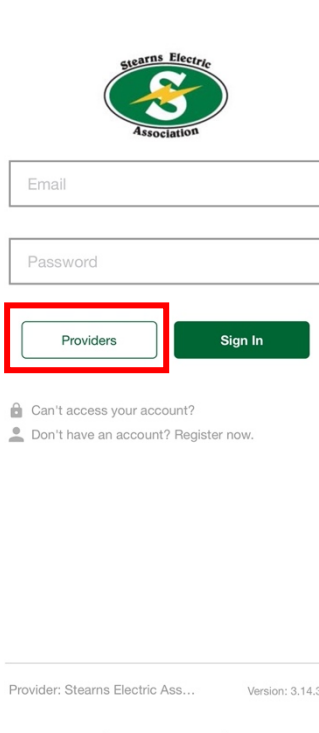 Stearns Electric
S
Association
Email
Password
Providers
Sign In
Can't access your account?
Don't have an account? Register now.
Provider: Stearns Electric Ass...
Version: 3.14.3